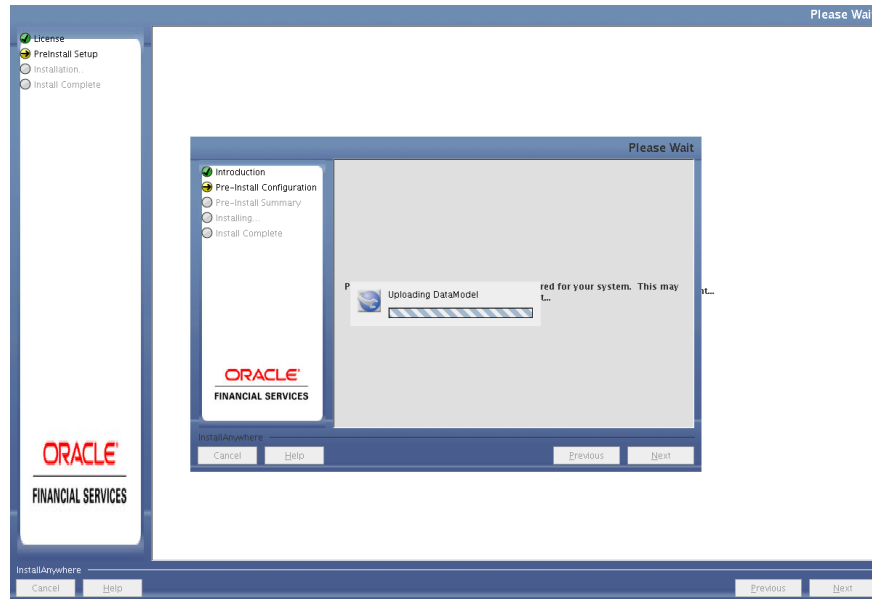 Please Wai
License
PreInstall Setup
Installation..
Install Complete
Please Wait
Introduction
Pre-Install Configuration
Pre-Install Summary
Installing...
Install Complete
P
red for your system. This may
t...
nt...
Uploading DataModel
ORACLE'
FINANCIAL SERVICES
InstallAnywhere
Cancel Help Previous Next
ORACLE'
FINANCIAL SERVICES
InstallAnywhere
Cancel Help Previous Next